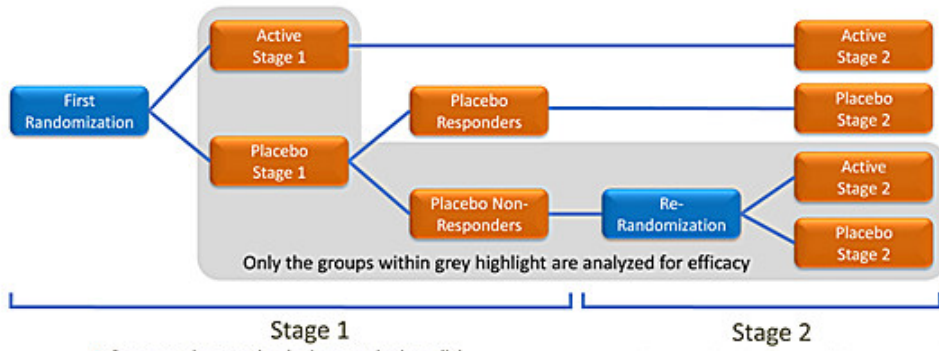 Active
Stage 1
Active
Stage 2
First
Randomization
Placebo
Responders
Placebo
Stage 2
Placebo
Stage 1
Active
Stage 2
Placebo Non-
Responders
Re-
Randomization
Placebo
Stage 2
Only the groups within grey highlight are analyzed for efficacy
Stage 1
Stage 2